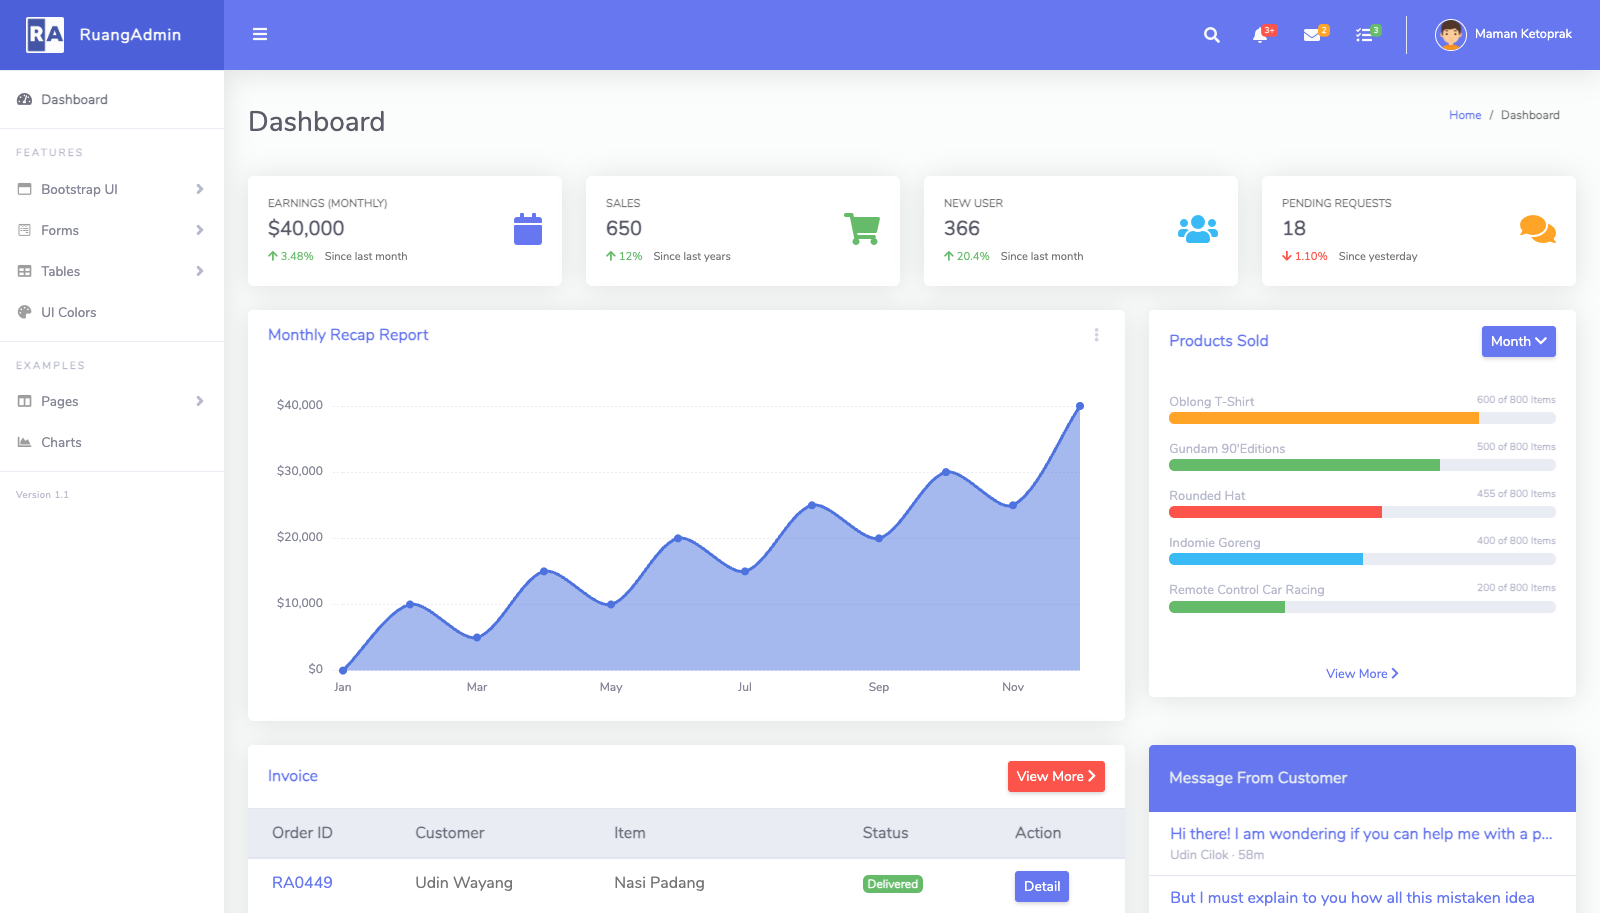 RA RuangAdmin
3+
2
3
Maman Ketoprak
Dashboard
FEATURES
Bootstrap UI
Forms
Tables
UI Colors
EXAMPLES
Pages
Charts
Version 1.1
Dashboard
Home / Dashboard
EARNINGS (MONTHLY)
$40,000
3.48% Since last month
SALES
650
12% Since last years
NEW USER
366
20.4% Since last month
PENDING REQUESTS
18
1.10% Since yesterday
Monthly Recap Report
$40,000
$30,000
$20,000
$10,000
$0
Jan Mar May Jul Sep Nov
Products Sold
Month
Oblong T-Shirt 600 of 800 Items
Gundam 90'Editions 500 of 800 Items
Rounded Hat 455 of 800 Items
Indomie Goreng 400 of 800 Items
Remote Control Car Racing 200 of 800 Items
View More
Invoice
View More
Order ID Customer Item Status Action
RA0449 Udin Wayang Nasi Padang Delivered Detail
Message From Customer
Hi there! I am wondering if you can help me with a p...
Udin Cilok · 58m
But I must explain to you how all this mistaken idea